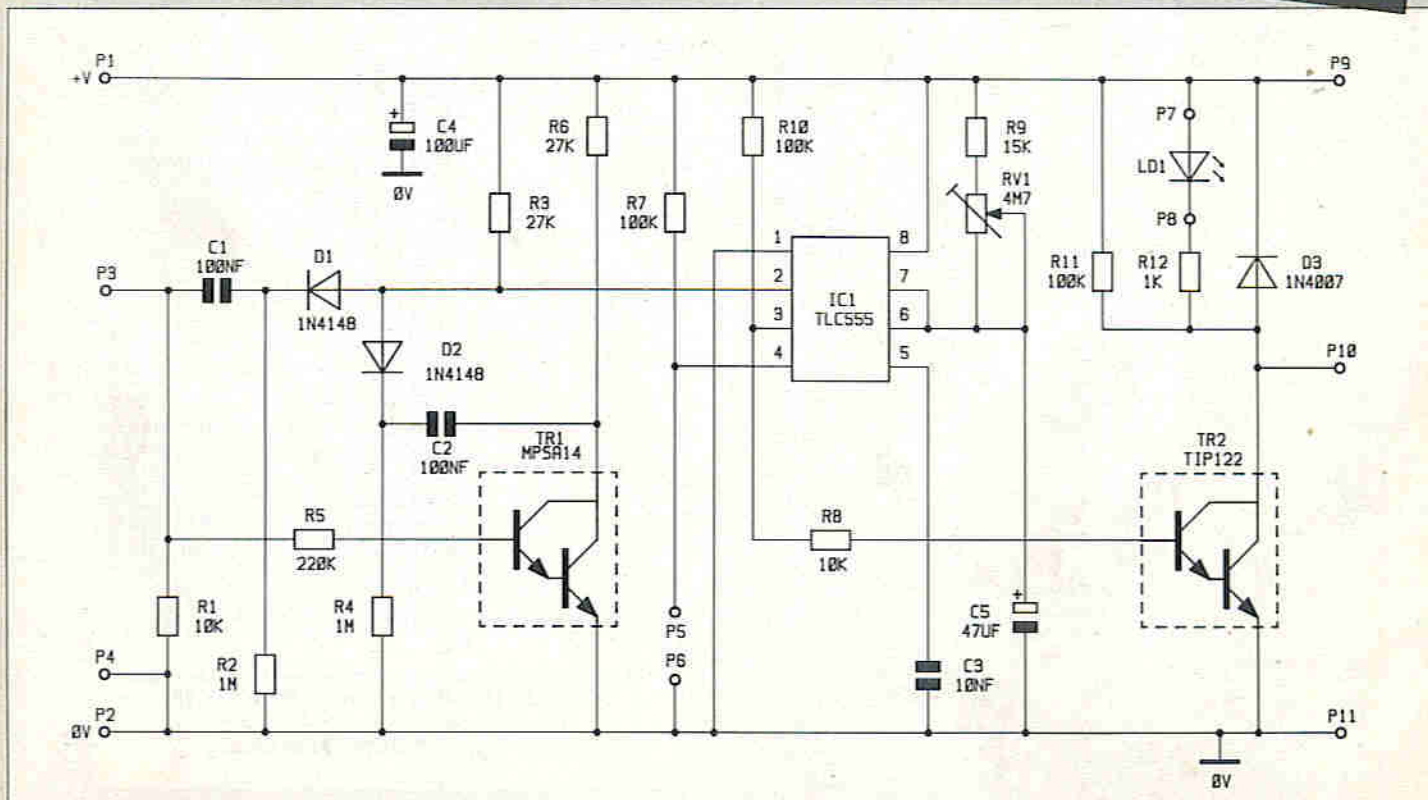 P1
+V
P9
C4
100UF
+
0V
R6
27K
R3
27K
R7
100K
R10
100K
R9
15K
RV1
4M7
P7
LD1
P8
R11
100K
R12
1K
D3
1N4007
P3
C1
100NF
D1
1N4148
D2
1N4148
C2
100NF
TR1
MPSA14
1
2
3
4
IC1
TLC555
8
7
6
5
P10
TR2
TIP122
R5
220K
R8
10K
R1
10K
R4
1M
R2
1M
P4
P5
P6
+
C5
47UF
C3
10NF
P2
0V
P11
0V